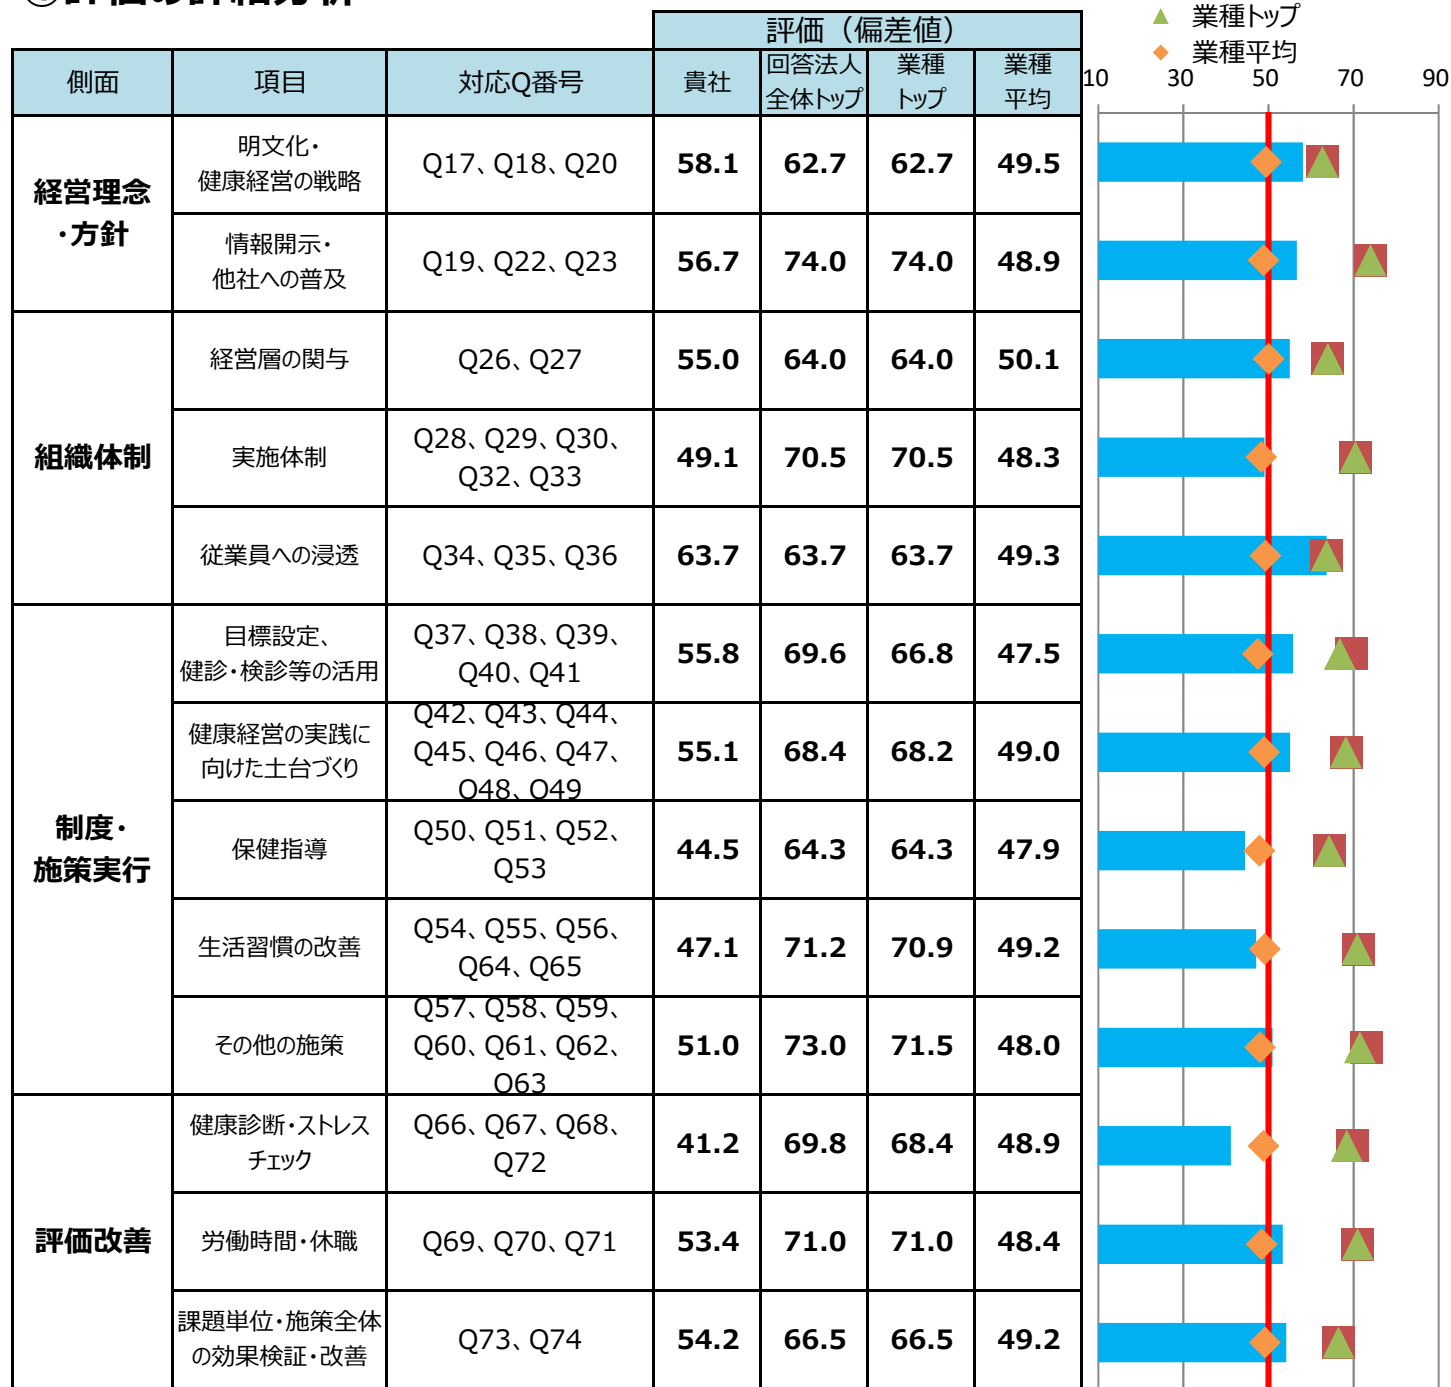 評価（偏差値）
側面 項目 対応Q番号 貴社 回答法人 業種 業種
全体トップ トップ 平均
業種トップ
業種平均
10 30 50 70 90
経営理念
・方針
明文化・
健康経営の戦略
Q17、Q18、Q20 58.1 62.7 62.7 49.5
情報開示・
他社への普及
Q19、Q22、Q23 56.7 74.0 74.0 48.9
組織体制
経営層の関与 Q26、Q27 55.0 64.0 64.0 50.1
実施体制
Q28、Q29、Q30、
Q32、Q33
49.1 70.5 70.5 48.3
従業員への浸透 Q34、Q35、Q36 63.7 63.7 63.7 49.3
制度・
施策実行
目標設定、
健診・検診等の活用
Q37、Q38、Q39、
Q40、Q41
55.8 69.6 66.8 47.5
健康経営の実践に
向けた土台づくり
Q42、Q43、Q44、
Q45、Q46、Q47、
Q48、Q49
55.1 68.4 68.2 49.0
保健指導
Q50、Q51、Q52、
Q53
44.5 64.3 64.3 47.9
生活習慣の改善
Q54、Q55、Q56、
Q64、Q65
47.1 71.2 70.9 49.2
その他の施策
Q57、Q58、Q59、
Q60、Q61、Q62、
Q63
51.0 73.0 71.5 48.0
評価改善
健康診断・ストレス
チェック
Q66、Q67、Q68、
Q72
41.2 69.8 68.4 48.9
労働時間・休職 Q69、Q70、Q71 53.4 71.0 71.0 48.4
課題単位・施策全体
の効果検証・改善
Q73、Q74 54.2 66.5 66.5 49.2